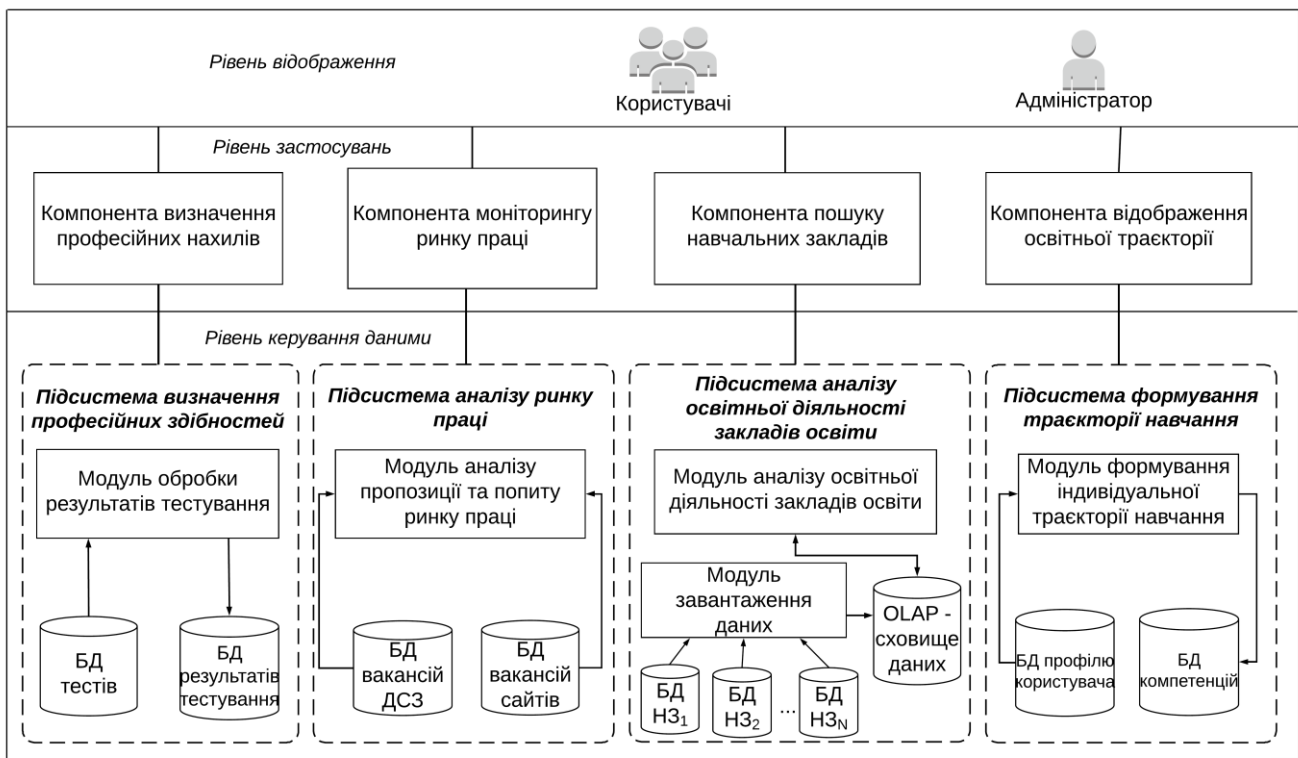 Рівень відображення
Користувачі
Адміністратор
Рівень застосувань
Компонента визначення
професійних нахилів
Компонента моніторингу
ринку праці
Компонента пошуку
навчальних закладів
Компонента відображення
освітньої траєкторії
Рівень керування даними
Підсистема визначення
професійних здібностей
Модуль обробки
результатів тестування
БД
тестів
БД
результатів
тестування
Підсистема аналізу ринку
праці
Модуль аналізу
пропозиції та попиту
ринку праці
БД
вакансій
ДСЗ
БД
вакансій
сайтів
Підсистема аналізу
освітньої діяльності
закладів освіти
Модуль аналізу освітньої
діяльності закладів освіти
Модуль
завантаження
даних
OLAP -
сховище
даних
БД
НЗ₁
БД
НЗ₂
...
БД
НЗN
Підсистема формування
траєкторії навчання
Модуль формування
індивідуальної
траєкторії навчання
БД профілю
користувача
БД
компетенцій